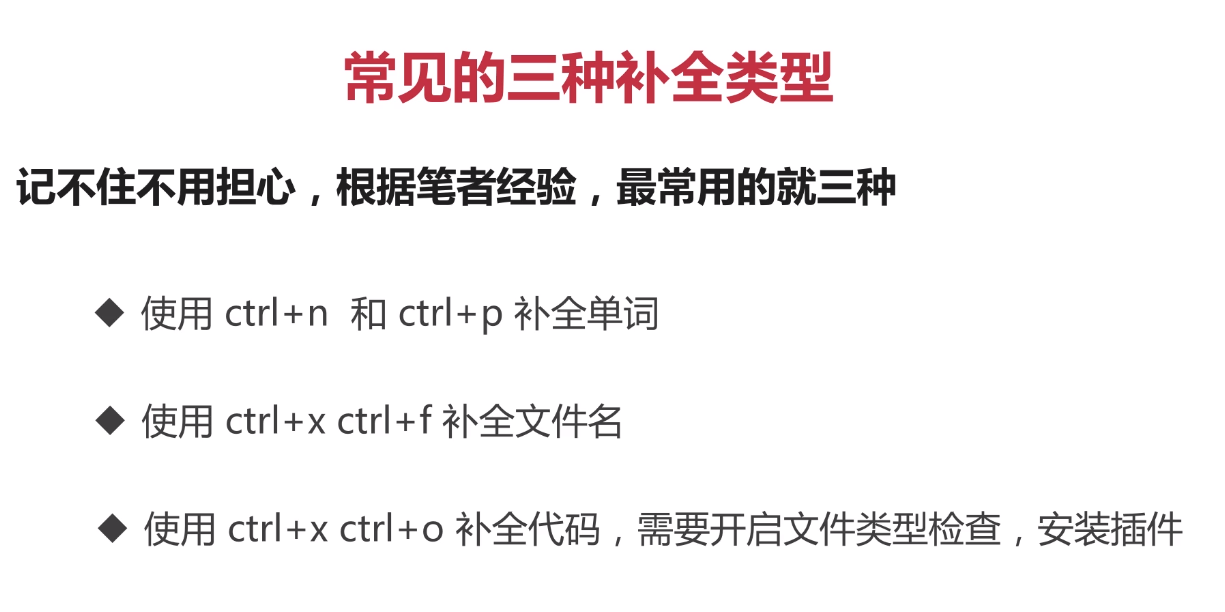 常见的三种补全类型
记不住不用担心，根据笔者经验，最常用的就三种
◆ 使用 ctrl+n 和 ctrl+p 补全单词
◆ 使用 ctrl+x ctrl+f 补全文件名
◆ 使用 ctrl+x ctrl+o 补全代码，需要开启文件类型检查，安装插件